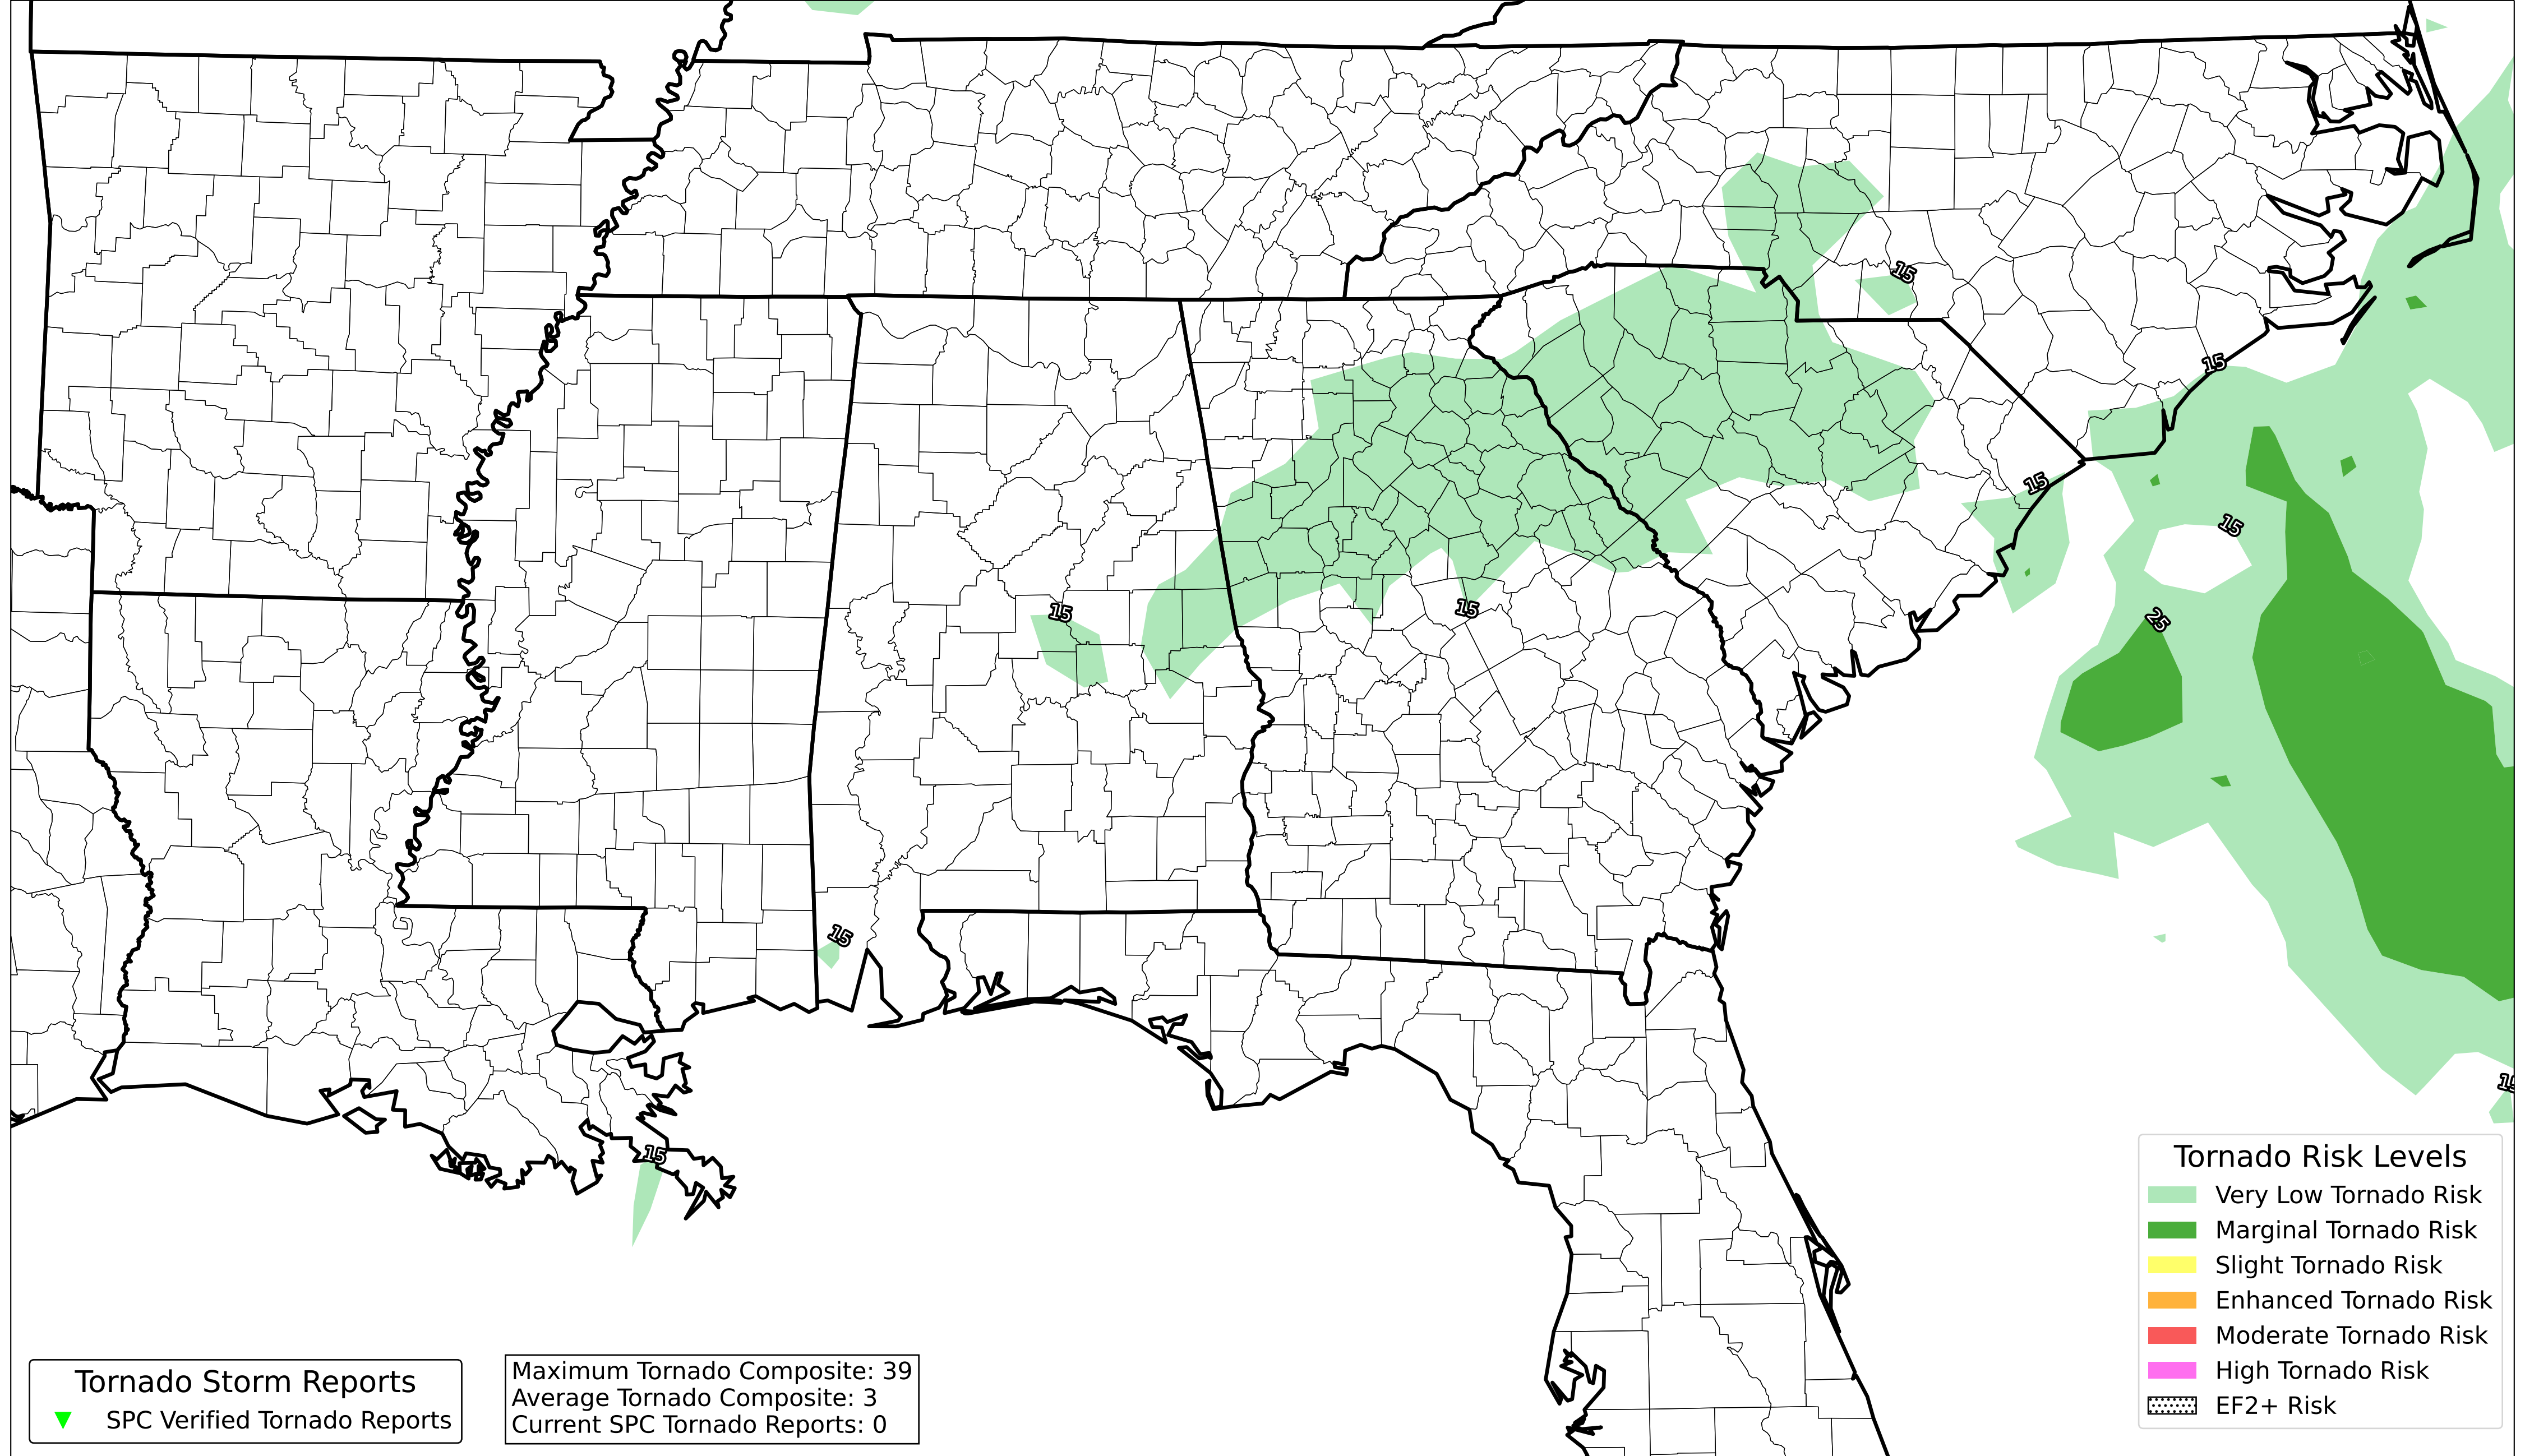 15
15
15
15
25
15
15
15
15
15
Tornado Risk Levels
Very Low Tornado Risk
Marginal Tornado Risk
Slight Tornado Risk
Enhanced Tornado Risk
Moderate Tornado Risk
High Tornado Risk
EF2+ Risk
Tornado Storm Reports
SPC Verified Tornado Reports
Maximum Tornado Composite: 39
Average Tornado Composite: 3
Current SPC Tornado Reports: 0